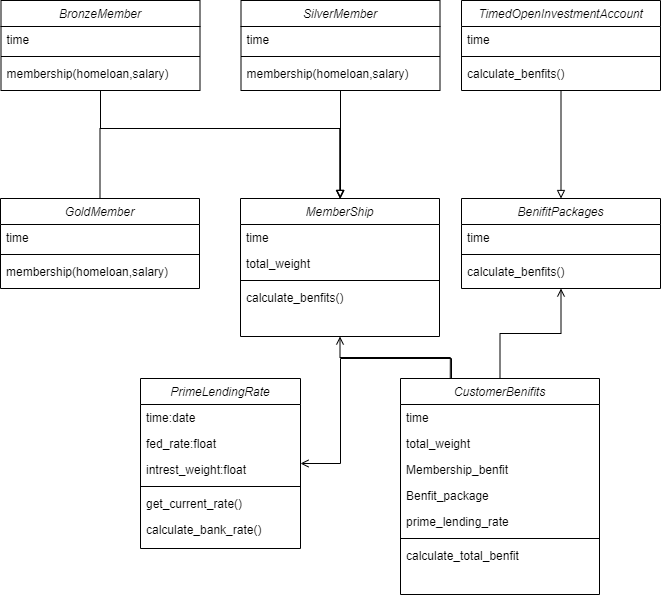 BronzeMember
time
membership(homeloan,salary)
SilverMember
time
membership(homeloan,salary)
TimedOpenInvestmentAccount
time
calculate_benfits()
GoldMember
time
membership(homeloan,salary)
MemberShip
time
total_weight
calculate_benfits()
BenifitPackages
time
calculate_benfits()
PrimeLendingRate
time:date
fed_rate:float
intrest_weight:float
get_current_rate()
calculate_bank_rate()
CustomerBenifits
time
total_weight
Membership_benfit
Benfit_package
prime_lending_rate
calculate_total_benfit